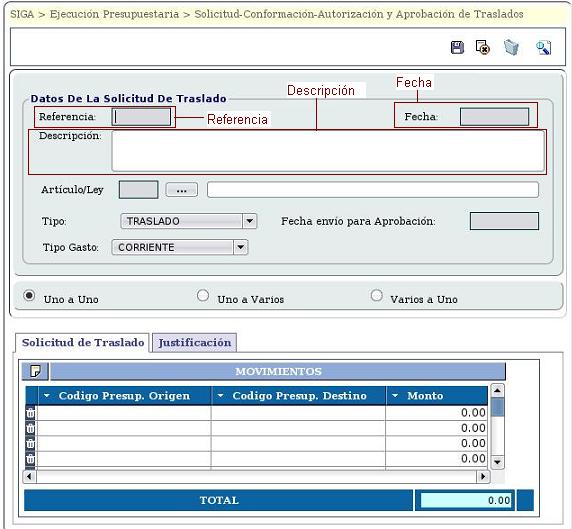 SIGA > Ejecución Presupuestaria > Solicitud-Conformación-Autorización y Aprobación de Traslados
Fecha
Descripción
Datos De La Solicitud De Traslado
Referencia: Referencia Fecha:
Descripción:
Artículo/Ley ...
Tipo: TRASLADO Fecha envío para Aprobación:
Tipo Gasto: CORRIENTE
Uno a Uno Uno a Varios Varios a Uno
Solicitud de Traslado Justificación
MOVIMIENTOS
Codigo Presup. Origen Codigo Presup. Destino Monto
0.00
0.00
0.00
0.00
TOTAL 0.00